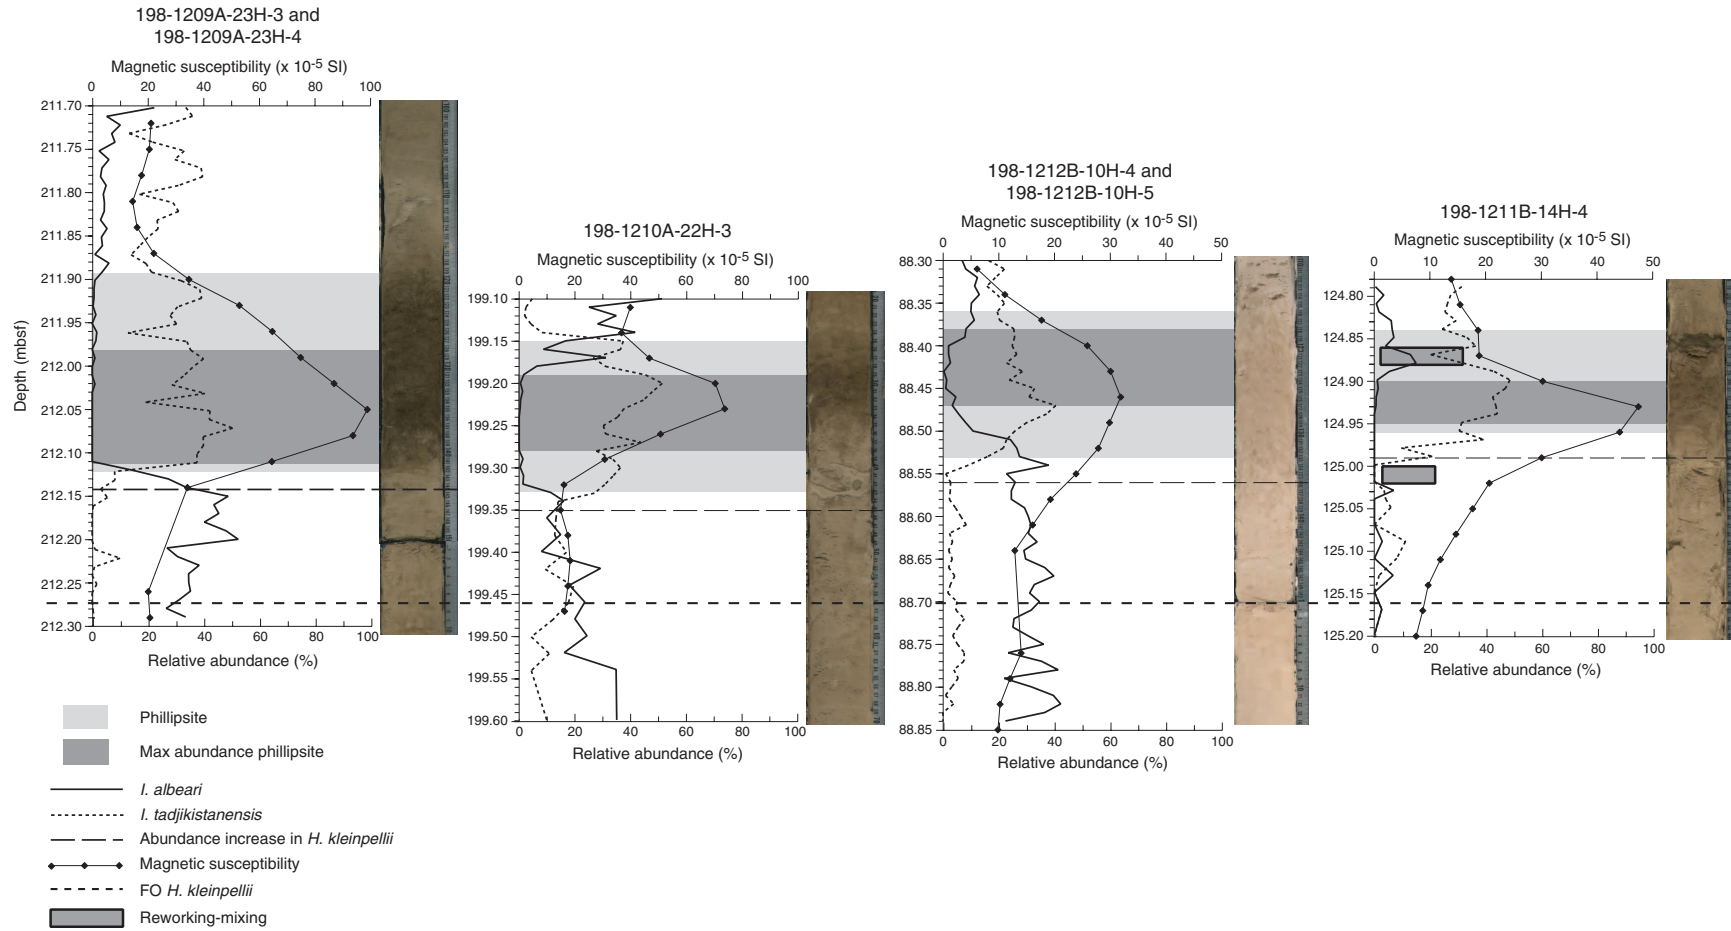 198-1209A-23H-3 and
198-1209A-23H-4
Magnetic susceptibility (x 10-5 SI)
0 20 40 60 80 100
Depth (mbsf)
211.70
211.75
211.80
211.85
211.90
211.95
212.00
212.05
212.10
212.15
212.20
212.25
212.30
0 20 40 60 80 100
Relative abundance (%)
198-1210A-22H-3
Magnetic susceptibility (x 10-5 SI)
0 20 40 60 80 100
199.10
199.15
199.20
199.25
199.30
199.35
199.40
199.45
199.50
199.55
199.60
0 20 40 60 80 100
Relative abundance (%)
198-1212B-10H-4 and
198-1212B-10H-5
Magnetic susceptibility (x 10-5 SI)
0 10 20 30 40 50
88.30
88.35
88.40
88.45
88.50
88.55
88.60
88.65
88.70
88.75
88.80
88.85
0 20 40 60 80 100
Relative abundance (%)
198-1211B-14H-4
Magnetic susceptibility (x 10-5 SI)
0 10 20 30 40 50
124.80
124.85
124.90
124.95
125.00
125.05
125.10
125.15
125.20
0 20 40 60 80 100
Relative abundance (%)
Phillipsite
Max abundance phillipsite
I. albeari
I. tadjikistanensis
Abundance increase in H. kleinpellii
Magnetic susceptibility
FO H. kleinpellii
Reworking-mixing